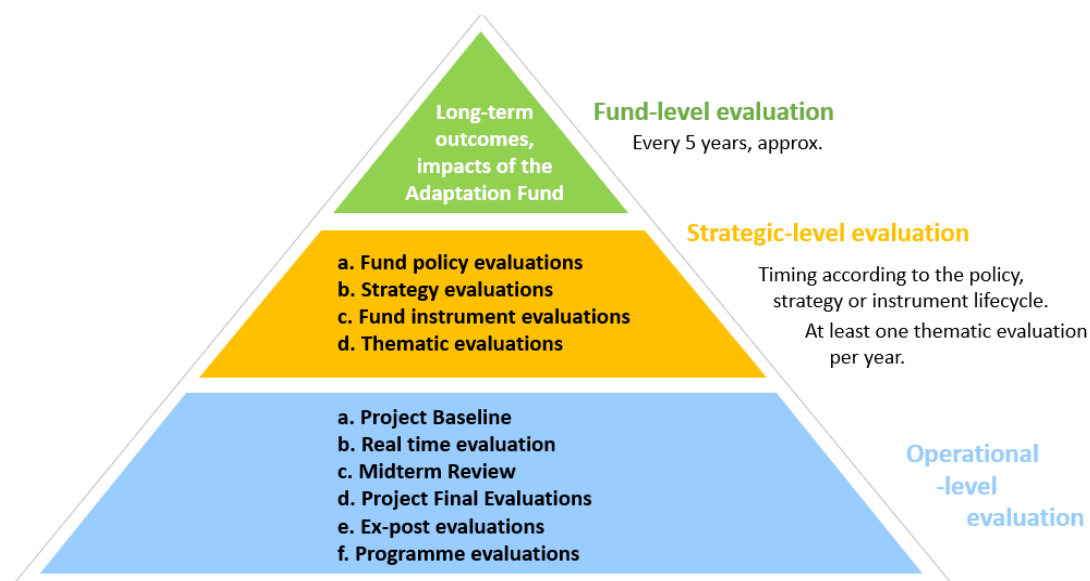 Long-term
outcomes,
impacts of the
Adaptation Fund
Fund-level evaluation
Every 5 years, approx.
Strategic-level evaluation
a. Fund policy evaluations
b. Strategy evaluations
c. Fund instrument evaluations
d. Thematic evaluations
Timing according to the policy,
strategy or instrument lifecycle.
At least one thematic evaluation
per year.
a. Project Baseline
b. Real time evaluation
c. Midterm Review
d. Project Final Evaluations
e. Ex-post evaluations
f. Programme evaluations
Operational
-level
evaluation